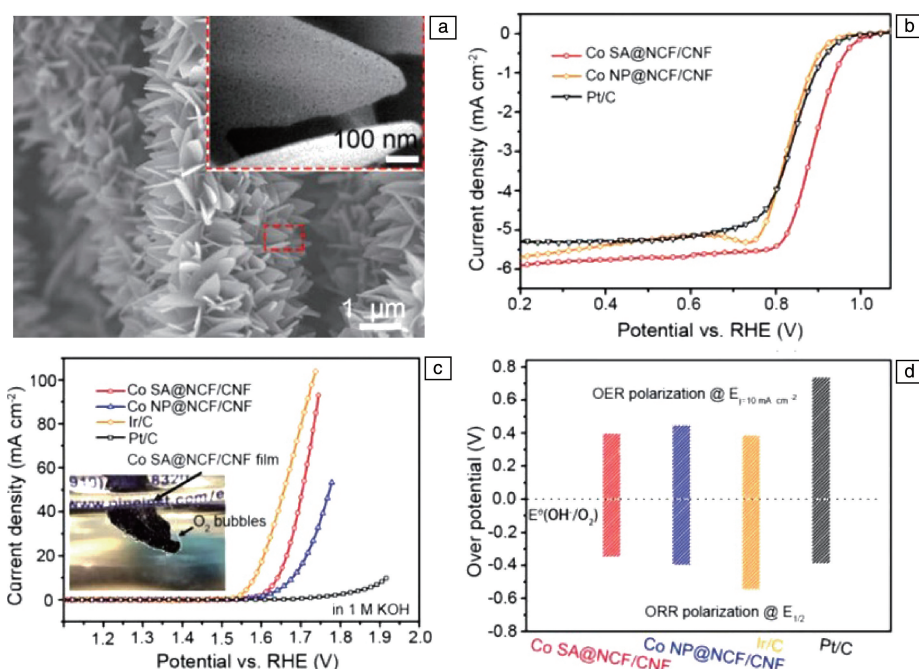 a
100 nm
1 μm
b
0
-1
-2
-3
-4
-5
-6
Current density (mA cm-2)
Co SA@NCF/CNF
Co NP@NCF/CNF
Pt/C
0.2
0.4
0.6
0.8
1.0
Potential vs. RHE (V)
c
100
80
60
40
20
0
Current density (mA cm-2)
Co SA@NCF/CNF
Co NP@NCF/CNF
Ir/C
Pt/C
Co SA@NCF/CNF film
8320
O2 bubbles
in 1 M KOH
1.2
1.3
1.4
1.5
1.6
1.7
1.8
1.9
2.0
Potential vs. RHE (V)
d
0.8
0.6
0.4
0.2
0.0
-0.2
-0.4
-0.6
-0.8
Over potential (V)
OER polarization @ Ej=10 mA cm-2
E°(OH-/O2)
ORR polarization @ E1/2
Co SA@NCF/CNF
Co NP@NCF/CNF
Ir/C
Pt/C